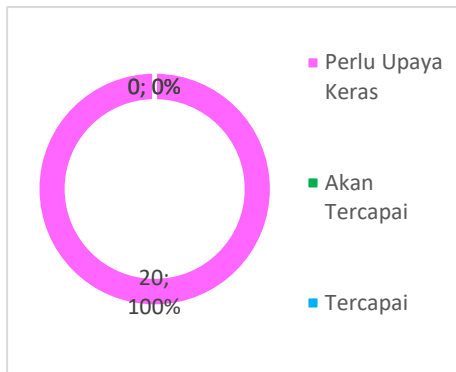 0; 0%
20;
100%
Perlu Upaya
Keras
Akan
Tercapai
Tercapai